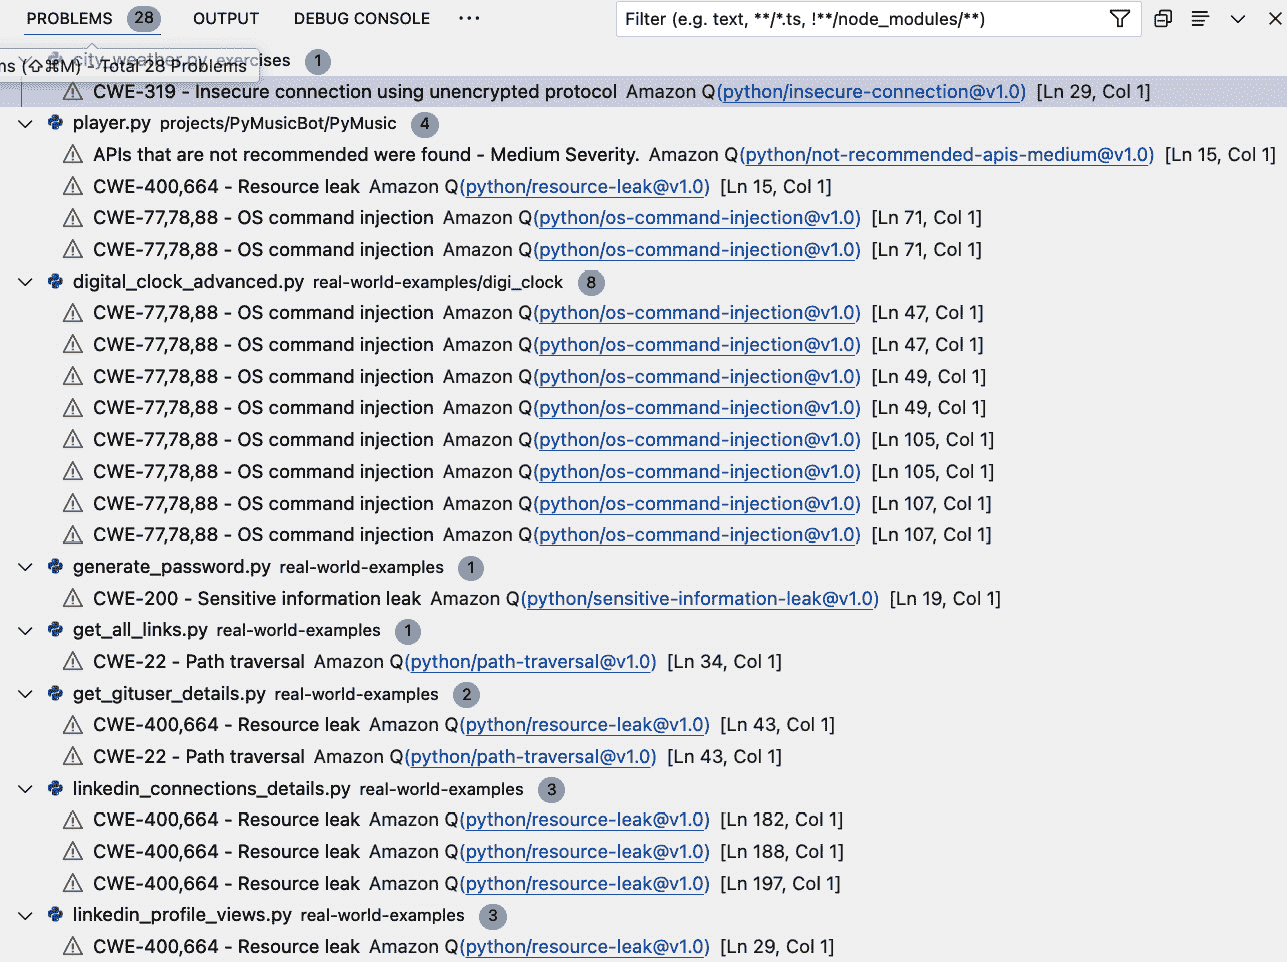 PROBLEMS 28 OUTPUT DEBUG CONSOLE ··· Filter (e.g. text, **/*.ts, !**/node_modules/**)
city_weather.py exercises 1
ms (⇧⌘M) - Total 28 Problems
CWE-319 - Insecure connection using unencrypted protocol Amazon Q(python/insecure-connection@v1.0) [Ln 29, Col 1]
player.py projects/PyMusicBot/PyMusic 4
APIs that are not recommended were found - Medium Severity. Amazon Q(python/not-recommended-apis-medium@v1.0) [Ln 15, Col 1]
CWE-400,664 - Resource leak Amazon Q(python/resource-leak@v1.0) [Ln 15, Col 1]
CWE-77,78,88 - OS command injection Amazon Q(python/os-command-injection@v1.0) [Ln 71, Col 1]
CWE-77,78,88 - OS command injection Amazon Q(python/os-command-injection@v1.0) [Ln 71, Col 1]
digital_clock_advanced.py real-world-examples/digi_clock 8
CWE-77,78,88 - OS command injection Amazon Q(python/os-command-injection@v1.0) [Ln 47, Col 1]
CWE-77,78,88 - OS command injection Amazon Q(python/os-command-injection@v1.0) [Ln 47, Col 1]
CWE-77,78,88 - OS command injection Amazon Q(python/os-command-injection@v1.0) [Ln 49, Col 1]
CWE-77,78,88 - OS command injection Amazon Q(python/os-command-injection@v1.0) [Ln 49, Col 1]
CWE-77,78,88 - OS command injection Amazon Q(python/os-command-injection@v1.0) [Ln 105, Col 1]
CWE-77,78,88 - OS command injection Amazon Q(python/os-command-injection@v1.0) [Ln 105, Col 1]
CWE-77,78,88 - OS command injection Amazon Q(python/os-command-injection@v1.0) [Ln 107, Col 1]
CWE-77,78,88 - OS command injection Amazon Q(python/os-command-injection@v1.0) [Ln 107, Col 1]
generate_password.py real-world-examples 1
CWE-200 - Sensitive information leak Amazon Q(python/sensitive-information-leak@v1.0) [Ln 19, Col 1]
get_all_links.py real-world-examples 1
CWE-22 - Path traversal Amazon Q(python/path-traversal@v1.0) [Ln 34, Col 1]
get_gituser_details.py real-world-examples 2
CWE-400,664 - Resource leak Amazon Q(python/resource-leak@v1.0) [Ln 43, Col 1]
CWE-22 - Path traversal Amazon Q(python/path-traversal@v1.0) [Ln 43, Col 1]
linkedin_connections_details.py real-world-examples 3
CWE-400,664 - Resource leak Amazon Q(python/resource-leak@v1.0) [Ln 182, Col 1]
CWE-400,664 - Resource leak Amazon Q(python/resource-leak@v1.0) [Ln 188, Col 1]
CWE-400,664 - Resource leak Amazon Q(python/resource-leak@v1.0) [Ln 197, Col 1]
linkedin_profile_views.py real-world-examples 3
CWE-400,664 - Resource leak Amazon Q(python/resource-leak@v1.0) [Ln 29, Col 1]